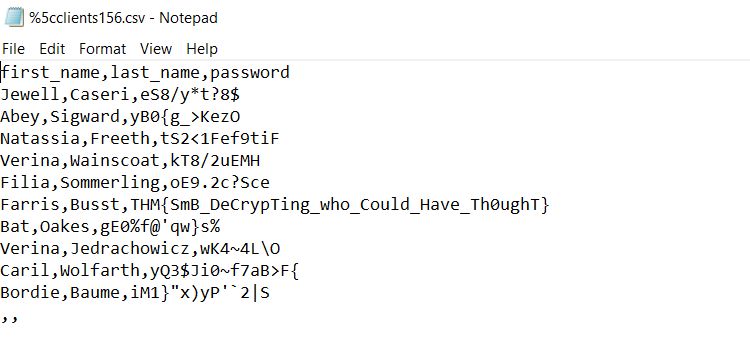 %5cclients156.csv - Notepad
File Edit Format View Help
first_name,last_name,password
Jewell,Caseri,eS8/y*t?8$
Abey,Sigward,yB0{g_>KezO
Natassia,Freeth,tS2<1Fef9tiF
Verina,Wainscoat,kT8/2uEMH
Filia,Sommerling,oE9.2c?Sce
Farris,Busst,THM{SmB_DeCrypTing_who_Could_Have_Th0ughT}
Bat,Oakes,gE0%f@'qw}s%
Verina,Jedrachowicz,wK4~4L\O
Caril,Wolfarth,yQ3$Ji0~f7aB>F{
Bordie,Baume,iM1}"x)yP'`2|S
,,